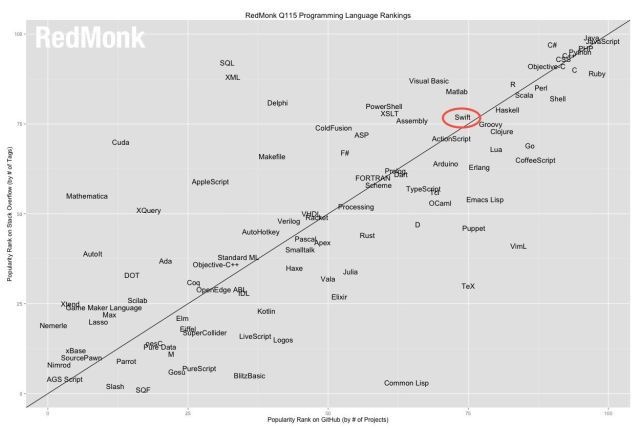 RedMonk Q115 Programming Language Rankings
RedMonk
Popularity Rank on Stack Overflow (by # of Tags)
100
Java
JavaScript
C#
PHP
Python
C++
CSS
SQL
Objective-C
C
Ruby
XML
Visual Basic
R
Perl
Matlab
Scala
Shell
Delphi
PowerShell
Haskell
XSLT
Swift
Assembly
75
Groovy
ColdFusion
Clojure
ASP
ActionScript
Cuda
Go
Lua
F#
Makefile
CoffeeScript
Arduino
Erlang
Prolog
Dart
FORTRAN
AppleScript
Scheme
TypeScript
Tcl
Mathematica
Emacs Lisp
OCaml
Processing
XQuery
50
VHDL
Racket
Verilog
D
Puppet
AutoHotkey
Rust
Pascal
Apex
VimL
Smalltalk
AutoIt
Standard ML
Ada
Objective-C++
Haxe
Julia
DOT
Vala
Coq
TeX
OpenEdge ABL
IDL
Elixir
Scilab
25
Xtend
Game Maker Language
Kotlin
Max
Elm
Lasso
Nemerle
Eiffel
SuperCollider
LiveScript
Logos
nesC
Pure Data
xBase
M
SourcePawn
Parrot
Nimrod
PureScript
Gosu
BlitzBasic
AGS Script
Common Lisp
Slash
SQF
0
0
25
50
75
100
Popularity Rank on GitHub (by # of Projects)